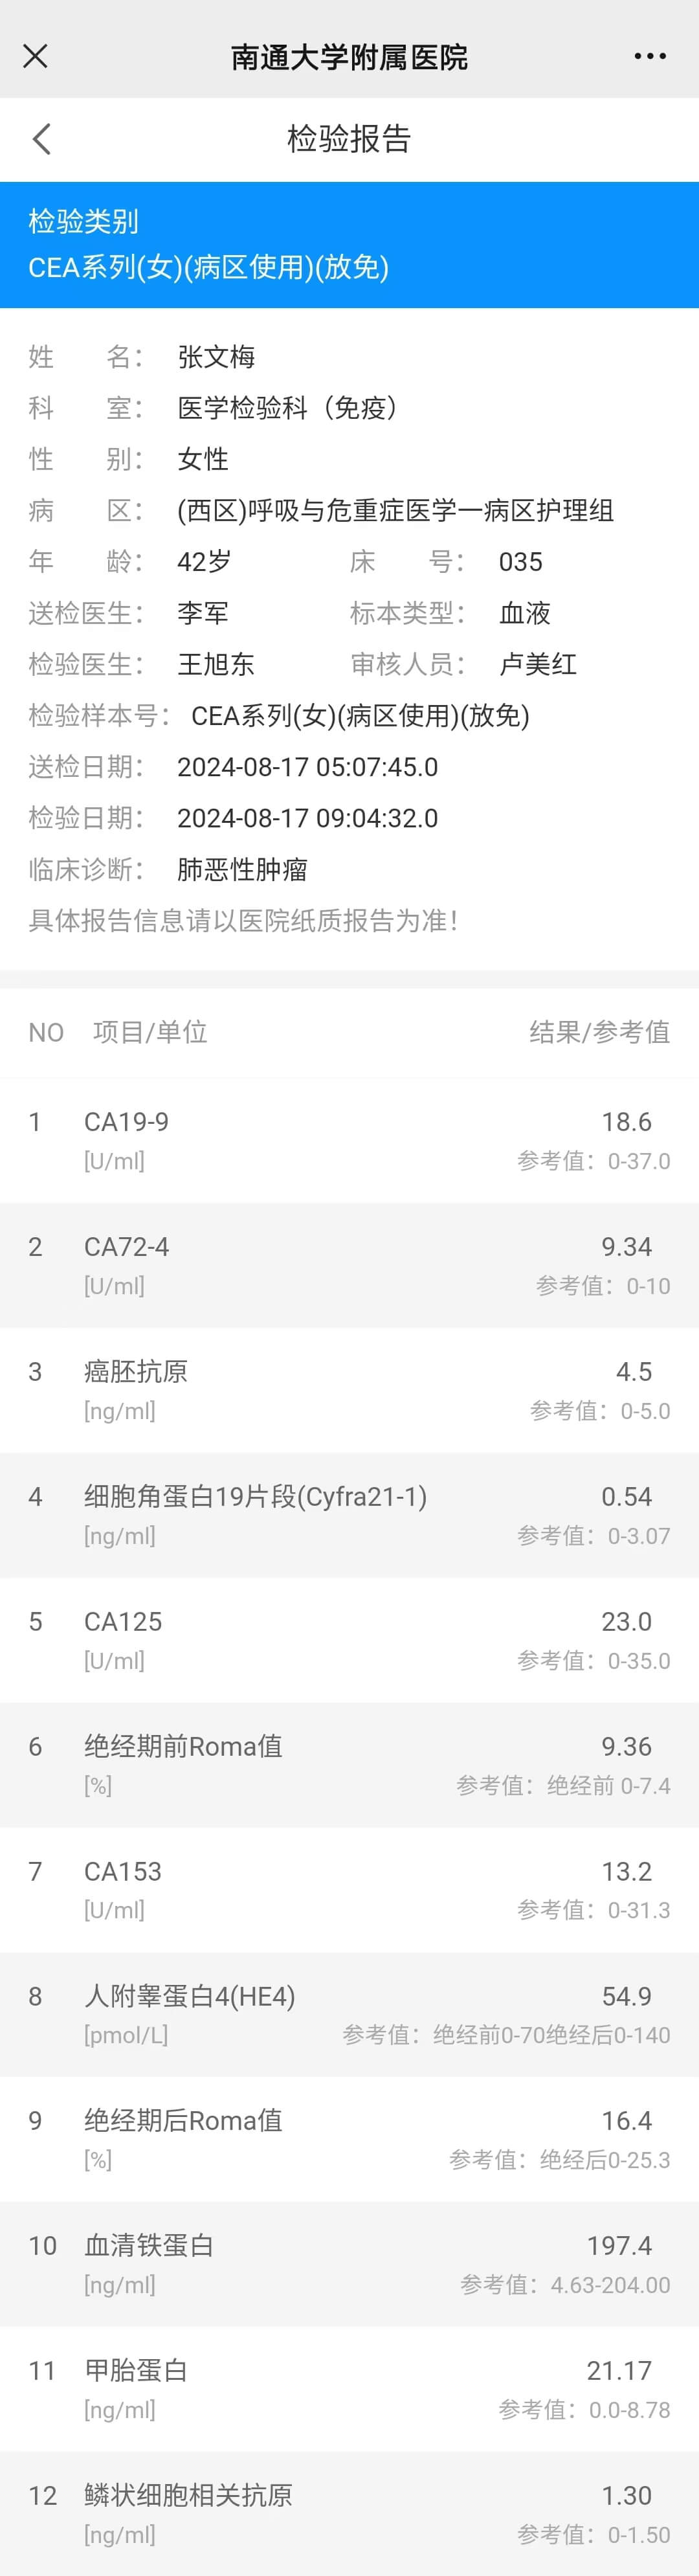 南通大学附属医院
检验报告
检验类别
CEA系列(女)(病区使用)(放免)
姓 名： 张文梅
科 室： 医学检验科（免疫）
性 别： 女性
病 区： (西区)呼吸与危重症医学一病区护理组
年 龄： 42岁 床 号： 035
送检医生： 李军 标本类型： 血液
检验医生： 王旭东 审核人员： 卢美红
检验样本号： CEA系列(女)(病区使用)(放免)
送检日期： 2024-08-17 05:07:45.0
检验日期： 2024-08-17 09:04:32.0
临床诊断： 肺恶性肿瘤
具体报告信息请以医院纸质报告为准！
NO 项目/单位 结果/参考值
1 CA19-9 18.6
[U/ml] 参考值：0-37.0
2 CA72-4 9.34
[U/ml] 参考值：0-10
3 癌胚抗原 4.5
[ng/ml] 参考值：0-5.0
4 细胞角蛋白19片段(Cyfra21-1) 0.54
[ng/ml] 参考值：0-3.07
5 CA125 23.0
[U/ml] 参考值：0-35.0
6 绝经期前Roma值 9.36
[%] 参考值：绝经前 0-7.4
7 CA153 13.2
[U/ml] 参考值：0-31.3
8 人附睾蛋白4(HE4) 54.9
[pmol/L] 参考值：绝经前0-70绝经后0-140
9 绝经期后Roma值 16.4
[%] 参考值：绝经后0-25.3
10 血清铁蛋白 197.4
[ng/ml] 参考值：4.63-204.00
11 甲胎蛋白 21.17
[ng/ml] 参考值：0.0-8.78
12 鳞状细胞相关抗原 1.30
[ng/ml] 参考值：0-1.50